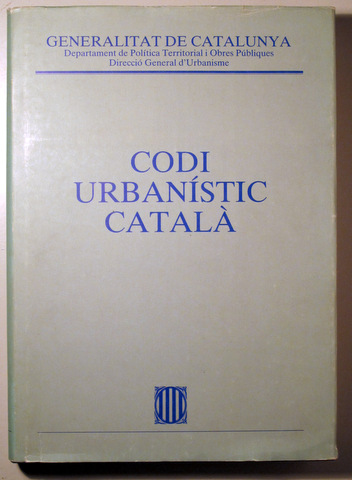 GENERALITAT DE CATALUNYA
Departament de Política Territorial i Obres Públiques
Direcció General d'Urbanisme
CODI
URBANÍSTIC
CATALÀ